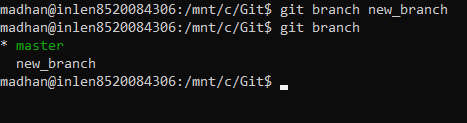 madhan@inlen8520084306:/mnt/c/Git$ git branch new_branch
madhan@inlen8520084306:/mnt/c/Git$ git branch
* master
  new_branch
madhan@inlen8520084306:/mnt/c/Git$